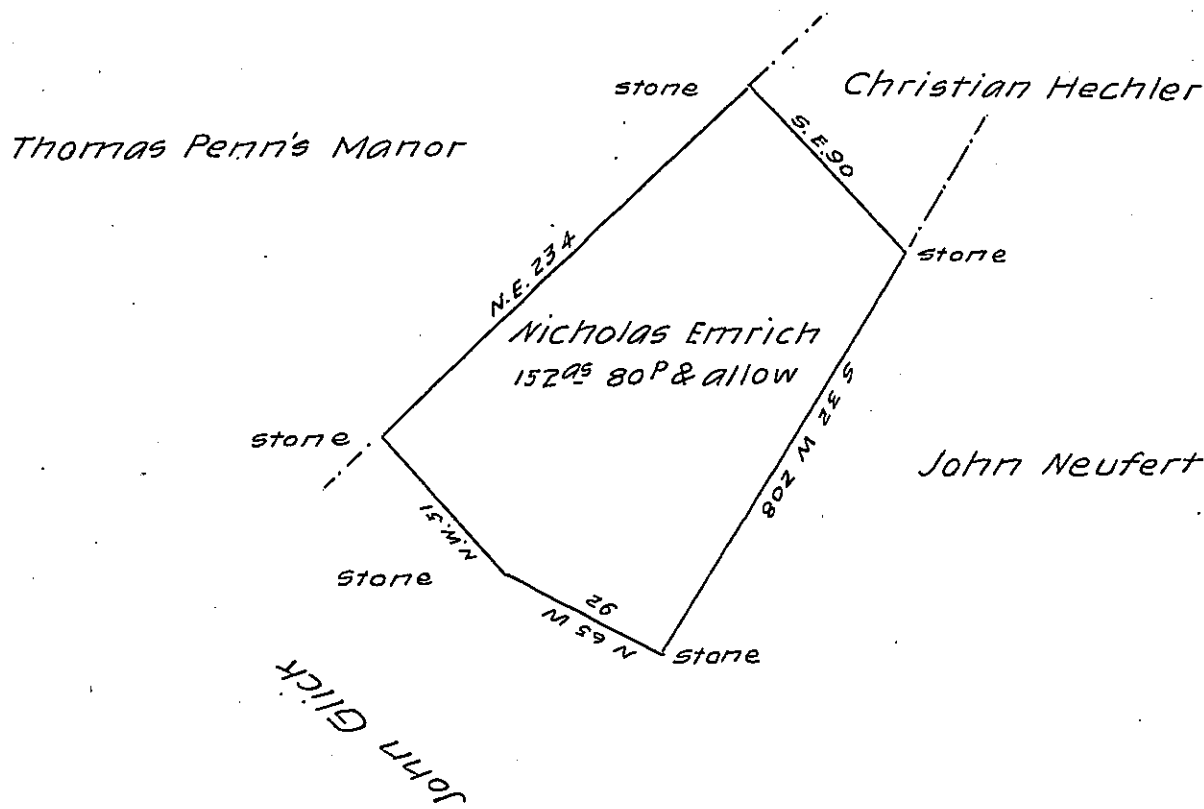 stone
Christian Hechler
Thomas Penn's Manor
S.E.90
stone
N.E. 234
Nicholas Emrich
152as 80P & allow
S 32 W 208
stone
John Neufert
N.W.51
stone
92
N 65 W
stone
John Glick